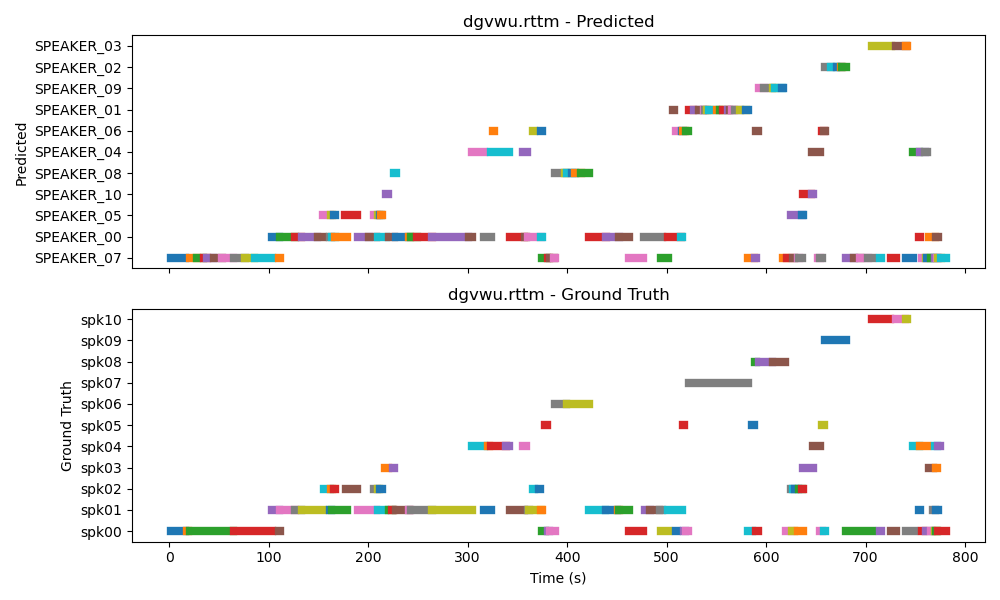 dgvwu.rttm - Predicted
SPEAKER_03
SPEAKER_02
SPEAKER_09
SPEAKER_01
SPEAKER_06
SPEAKER_04
SPEAKER_08
SPEAKER_10
SPEAKER_05
SPEAKER_00
SPEAKER_07
Predicted
dgvwu.rttm - Ground Truth
spk10
spk09
spk08
spk07
spk06
spk05
spk04
spk03
spk02
spk01
spk00
Ground Truth
0 100 200 300 400 500 600 700 800
Time (s)